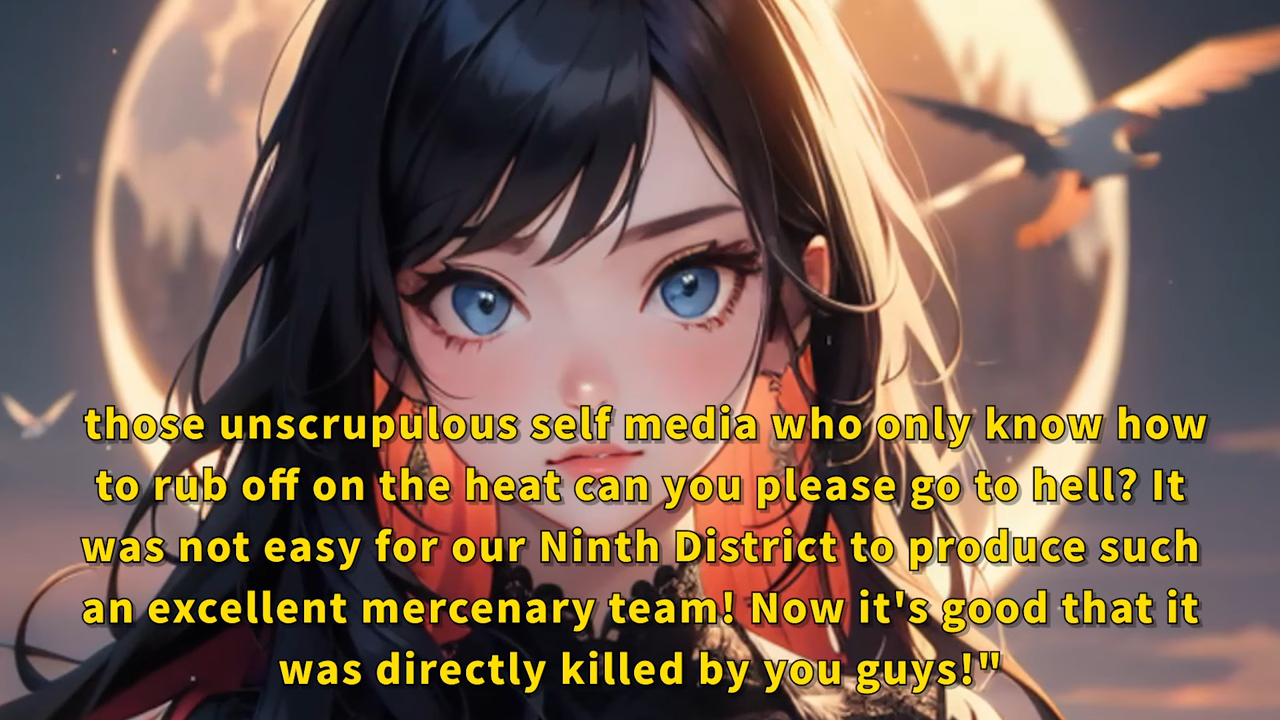 those unscrupulous self media who only know how
to rub off on the heat can you please go to hell? It
was not easy for our Ninth District to produce such
an excellent mercenary team! Now it's good that it
was directly killed by you guys!"